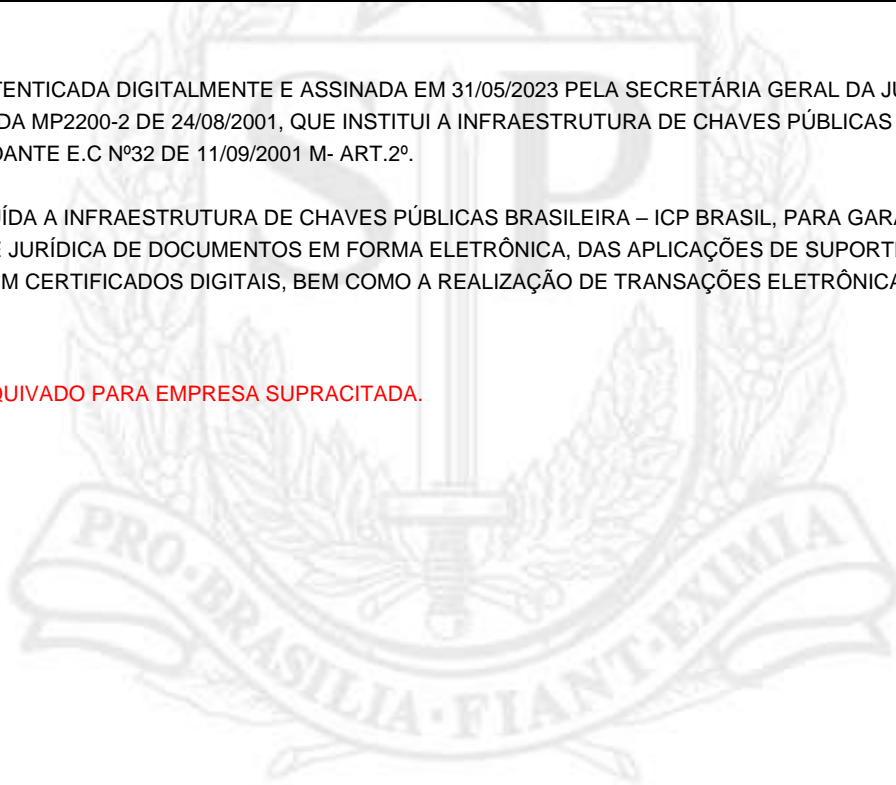 TENTICADA DIGITALMENTE E ASSINADA EM 31/05/2023 PELA SECRETÁRIA GERAL DA JU
DA MP2200-2 DE 24/08/2001, QUE INSTITUI A INFRAESTRUTURA DE CHAVES PÚBLICAS
DANTE E.C Nº32 DE 11/09/2001 M- ART.2º.
ÍDA A INFRAESTRUTURA DE CHAVES PÚBLICAS BRASILEIRA – ICP BRASIL, PARA GARA
E JURÍDICA DE DOCUMENTOS EM FORMA ELETRÔNICA, DAS APLICAÇÕES DE SUPORTE
M CERTIFICADOS DIGITAIS, BEM COMO A REALIZAÇÃO DE TRANSAÇÕES ELETRÔNICA
QUIVADO PARA EMPRESA SUPRACITADA.
SP
PRO·BRASILIA·FIANT·EXIMIA